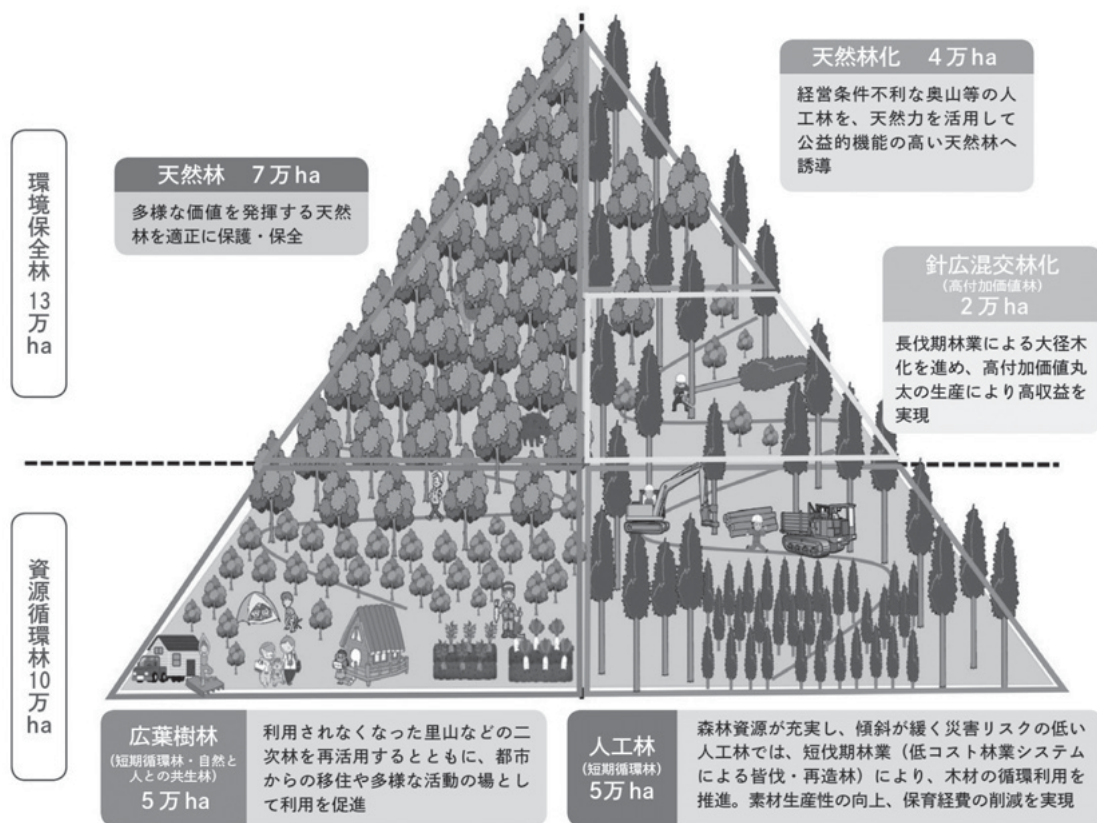 天然林化 4万ha
経営条件不利な奥山等の人
工林を、天然力を活用して
公益的機能の高い天然林へ
誘導
環境保全林 13万ha
天然林 7万ha
多様な価値を発揮する天然
林を適正に保護・保全
針広混交林化
(高付加価値林)
2万ha
長伐期林業による大径木
化を進め、高付加価値丸
太の生産により高収益を
実現
資源循環林10万ha
広葉樹林
(短期循環林・自然と
人との共生林)
5万ha
利用されなくなった里山などの二
次林を再活用するとともに、都市
からの移住や多様な活動の場とし
て利用を促進
人工林
(短期循環林)
5万ha
森林資源が充実し、傾斜が緩く災害リスクの低い
人工林では、短伐期林業（低コスト林業システム
による皆伐・再造林）により、木材の循環利用を
推進。素材生産性の向上、保育経費の削減を実現